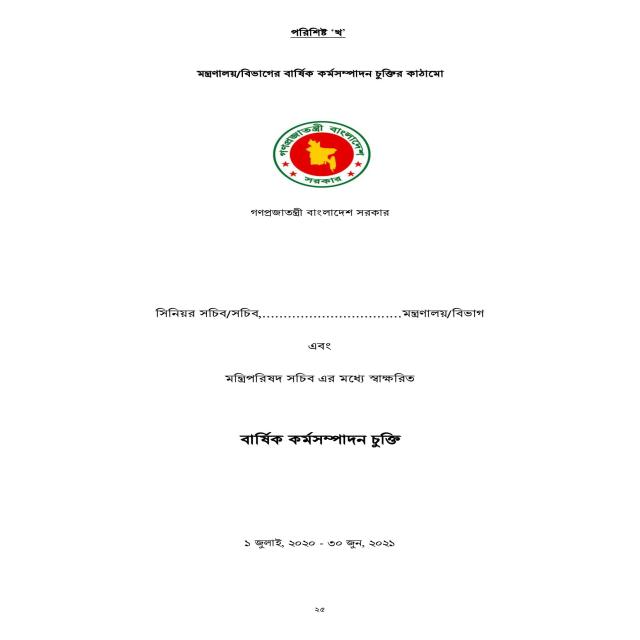 পরিশিষ্ট ‘খ’
মন্ত্রণালয়/বিভাগের বার্ষিক কর্মসম্পাদন চুক্তির কাঠামো
গণপ্রজাতন্ত্রী বাংলাদেশ
সরকার
গণপ্রজাতন্ত্রী বাংলাদেশ সরকার
সিনিয়র সচিব/সচিব,.................................মন্ত্রণালয়/বিভাগ
এবং
মন্ত্রিপরিষদ সচিব এর মধ্যে স্বাক্ষরিত
বার্ষিক কর্মসম্পাদন চুক্তি
১ জুলাই, ২০২০ - ৩০ জুন, ২০২১
২৫